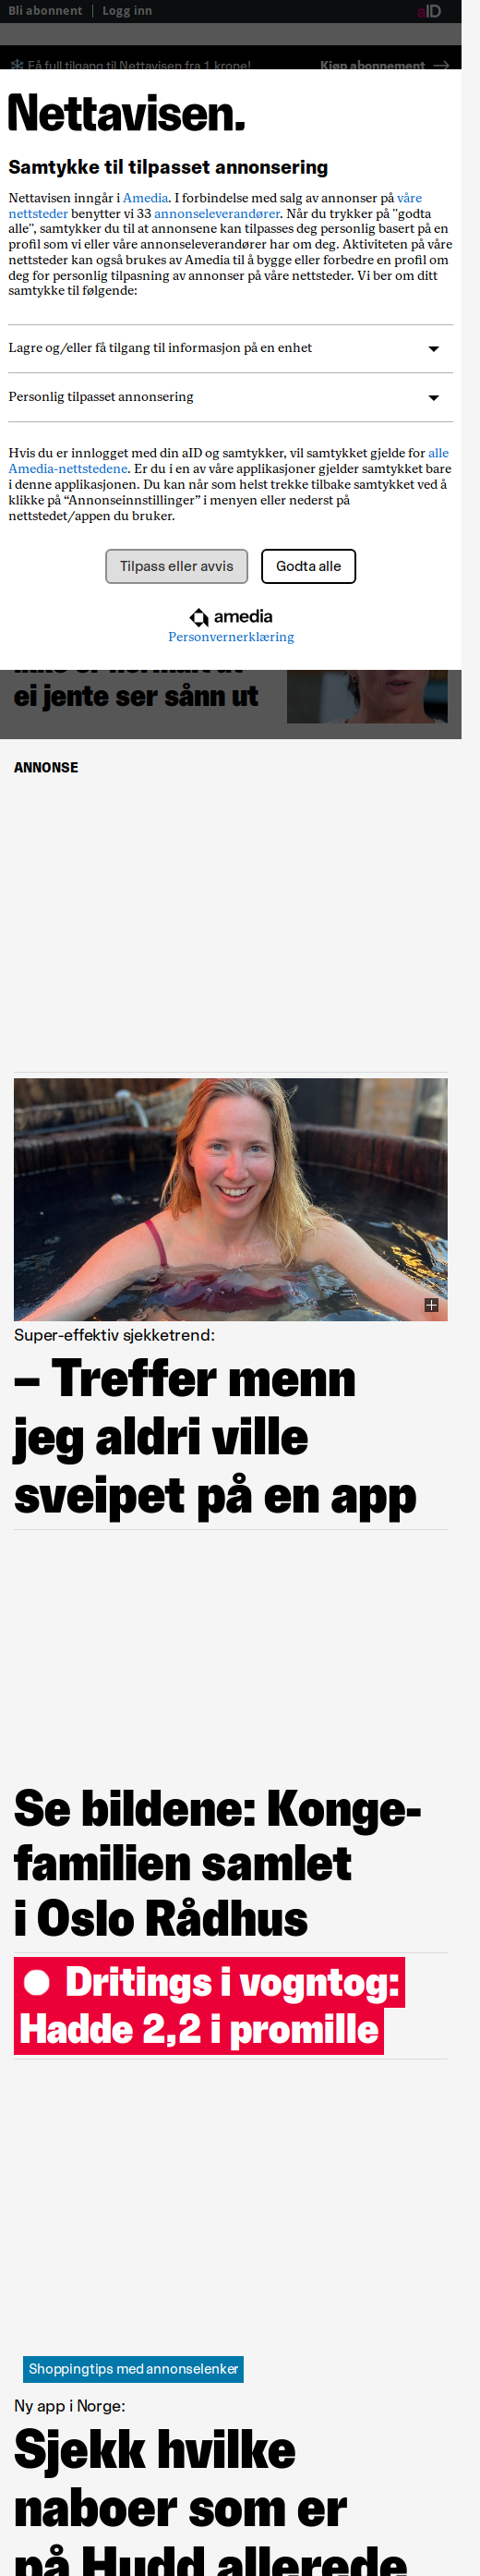 Bli abonnent
Logg inn
aID
Få full tilgang til Nettavisen fra 1 krone!
Kjøp abonnement
Nettavisen.
Samtykke til tilpasset annonsering
Nettavisen inngår i Amedia. I forbindelse med salg av annonser på våre
nettsteder benytter vi 33 annonseleverandører. Når du trykker på "godta
alle", samtykker du til at annonsene kan tilpasses deg personlig basert på en
profil som vi eller våre annonseleverandører har om deg. Aktiviteten på våre
nettsteder kan også brukes av Amedia til å bygge eller forbedre en profil om
deg for personlig tilpasning av annonser på våre nettsteder. Vi ber om ditt
samtykke til følgende:
Lagre og/eller få tilgang til informasjon på en enhet
Personlig tilpasset annonsering
Hvis du er innlogget med din aID og samtykker, vil samtykket gjelde for alle
Amedia-nettstedene. Er du i en av våre applikasjoner gjelder samtykket bare
i denne applikasjonen. Du kan når som helst trekke tilbake samtykket ved å
klikke på “Annonseinnstillinger” i menyen eller nederst på
nettstedet/appen du bruker.
Tilpass eller avvis
Godta alle
amedia
Personvernerklæring
ikke er normalt at
ei jente ser sånn ut
ANNONSE
Super-effektiv sjekketrend:
– Treffer menn
jeg aldri ville
sveipet på en app
Se bildene: Konge-
familien samlet
i Oslo Rådhus
Dritings i vogntog:
Hadde 2,2 i promille
Shoppingtips med annonselenker
Ny app i Norge:
Sjekk hvilke
naboer som er
på Hudd allerede